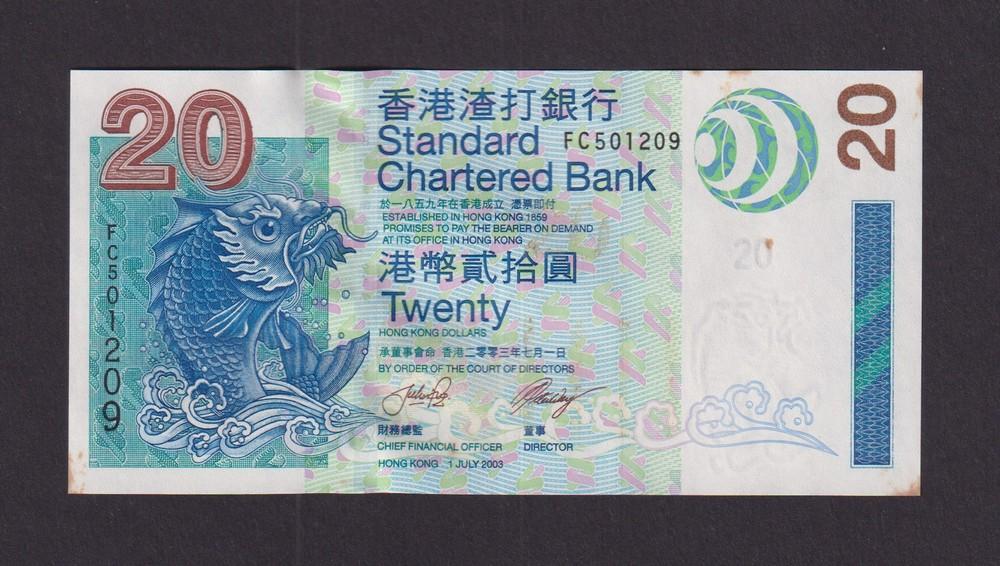 20
香港渣打銀行
Standard
Chartered Bank
FC501209
於一八五九年在香港成立 憑票即付
ESTABLISHED IN HONG KONG 1859
PROMISES TO PAY THE BEARER ON DEMAND
AT ITS OFFICE IN HONG KONG
港幣貳拾圓
Twenty
HONG KONG DOLLARS
承董事會命 香港二零零三年七月一日
BY ORDER OF THE COURT OF DIRECTORS
財務總監 董事
CHIEF FINANCIAL OFFICER DIRECTOR
HONG KONG 1 JULY 2003
FC501209
20
20